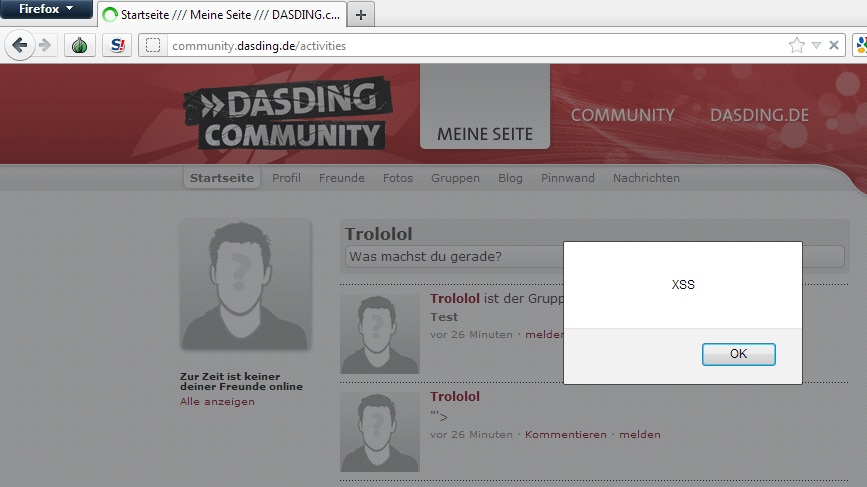 Firefox
Startseite /// Meine Seite /// DASDING.c...
S!
community.dasding.de/activities
»DASDING
COMMUNITY
MEINE SEITE
COMMUNITY
DASDING.DE
Startseite Profil Freunde Fotos Gruppen Blog Pinnwand Nachrichten
Trololol
Was machst du gerade?
Trololol ist der Grupp
Test
vor 26 Minuten · melden
XSS
OK
Zur Zeit ist keiner
deiner Freunde online
Alle anzeigen
Trololol
"'>
vor 26 Minuten · Kommentieren · melden